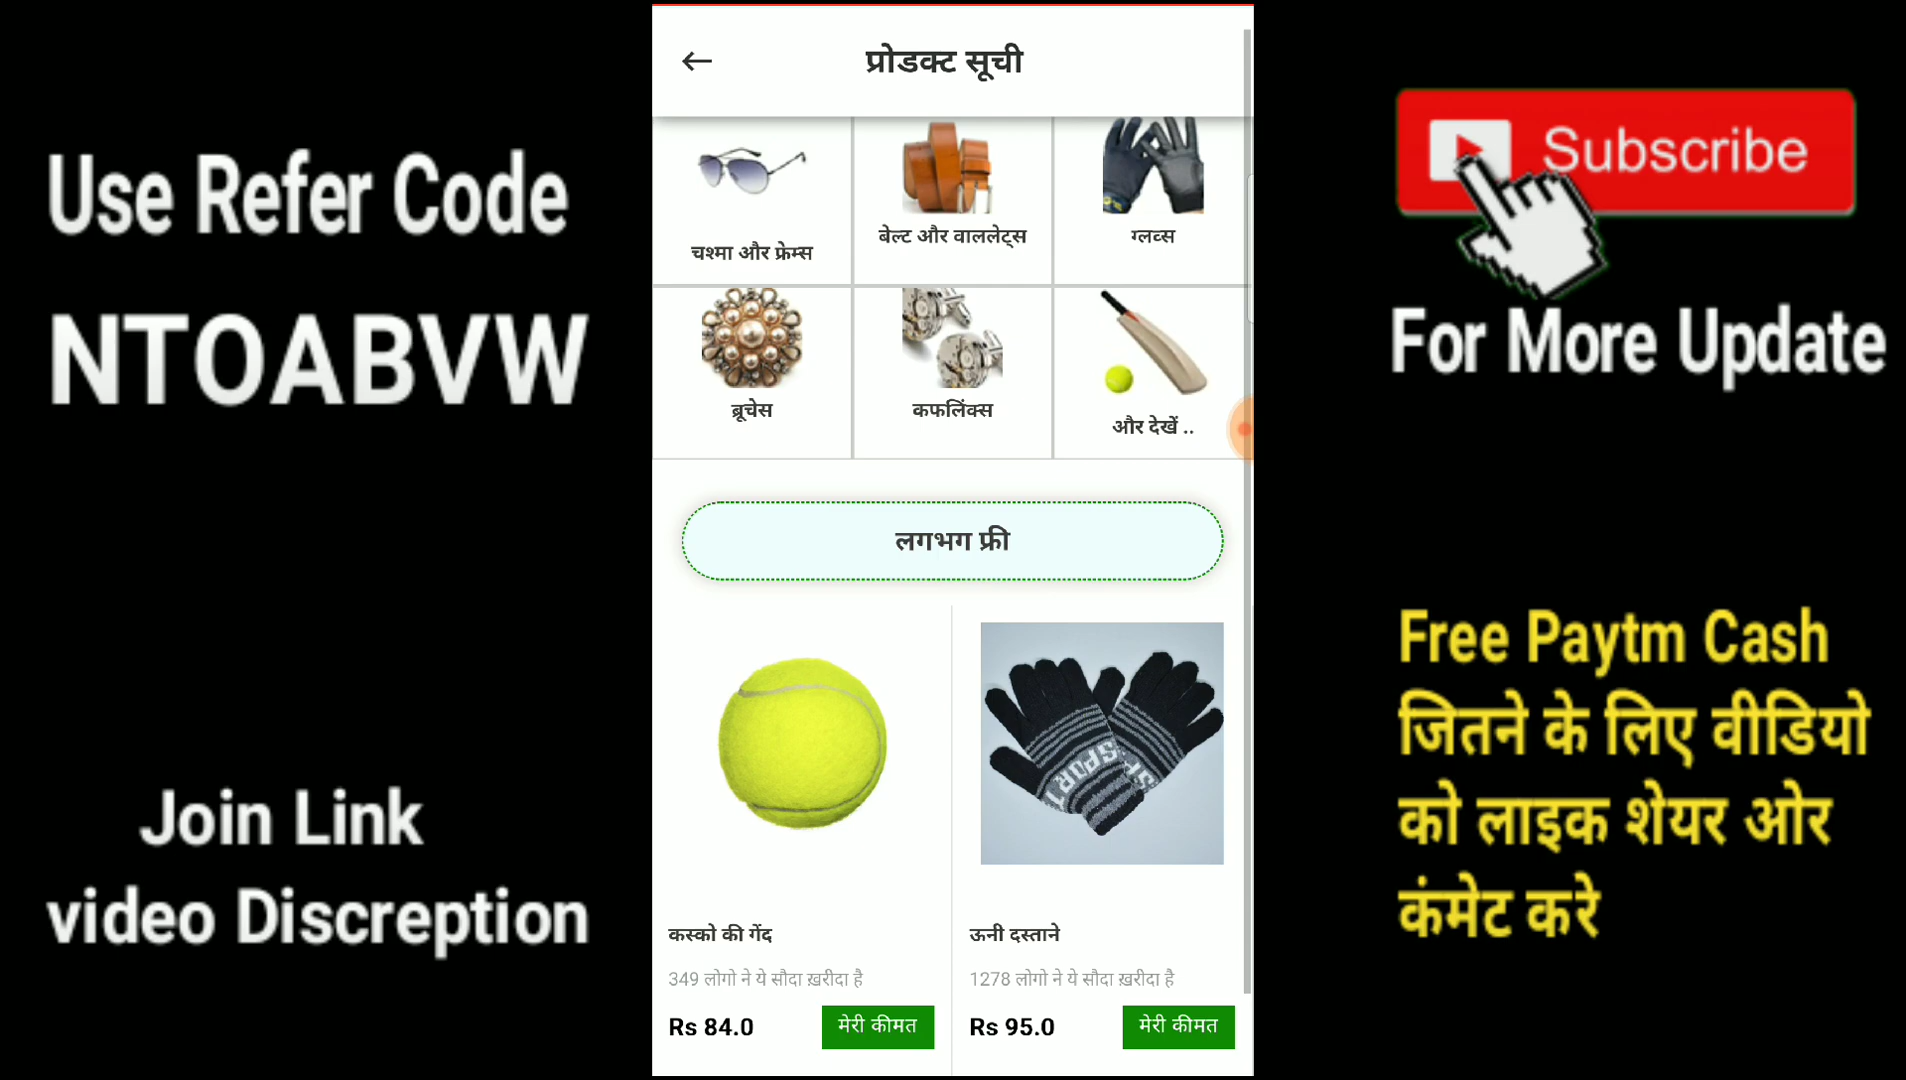 Use Refer Code
NTOABVW
Join Link
video Discreption
प्रोडक्ट सूची
चश्मा और फ्रेम्स
बेल्ट और वाललेट्स
ग्लव्स
ब्रूचेस
कफलिंक्स
और देखें ..
लगभग फ्री
SPORT
कस्को की गेंद
349 लोगो ने ये सौदा ख़रीदा है
Rs 84.0
मेरी कीमत
ऊनी दस्ताने
1278 लोगो ने ये सौदा ख़रीदा है
Rs 95.0
मेरी कीमत
Subscribe
For More Update
Free Paytm Cash
जितने के लिए वीडियो
को लाइक शेयर ओर
कंमेट करे